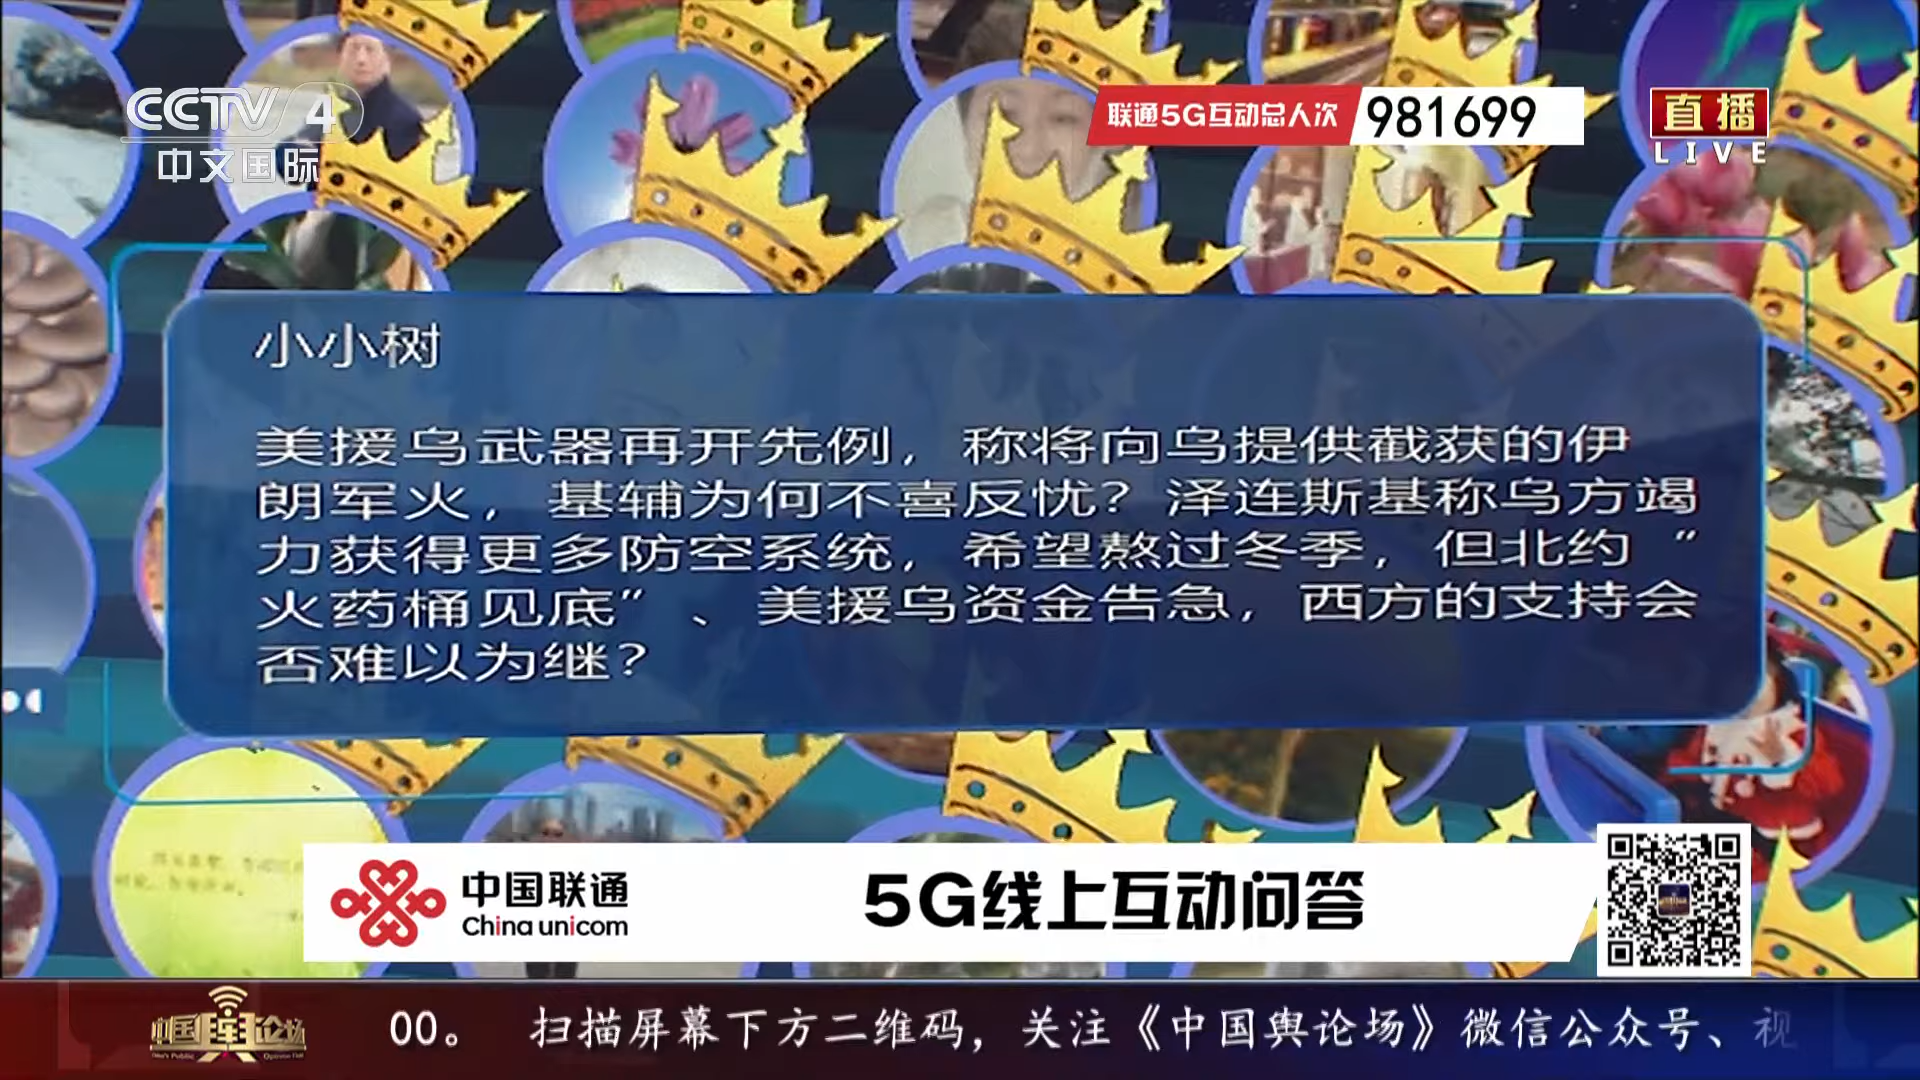 CCTV 4
中文国际
联通5G互动总人次 981699
直播
LIVE
小小树
美援乌武器再开先例，称将向乌提供截获的伊
朗军火，基辅为何不喜反忧？泽连斯基称乌方竭
力获得更多防空系统，希望熬过冬季，但北约“
火药桶见底”、美援乌资金告急，西方的支持会
否难以为继？
中国联通
China unicom
5G线上互动问答
中国舆论场
00。 扫描屏幕下方二维码，关注《中国舆论场》微信公众号、视